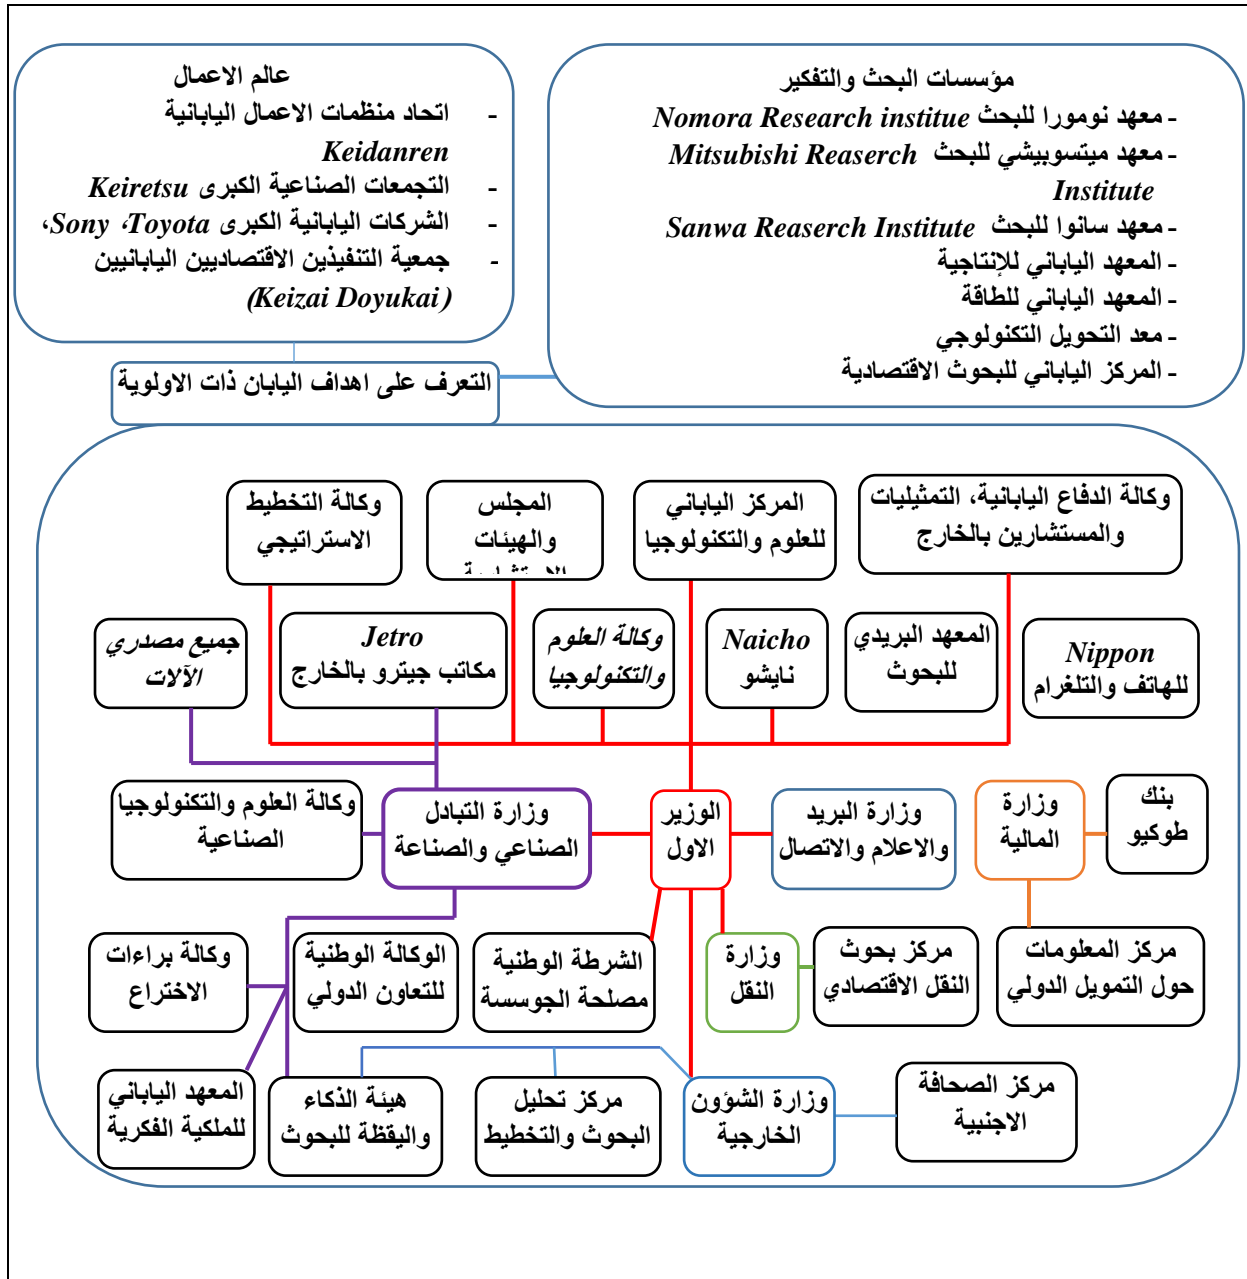 مؤسسات البحث والتفكير
- معهد نومورا للبحث Nomora Research institue
- معهد ميتسوبيشي للبحث Mitsubishi Reaserch
Institute
- معهد سانوا للبحث Sanwa Reaserch Institute
- المعهد الياباني للإنتاجية
- المعهد الياباني للطاقة
- معد التحويل التكنولوجي
- المركز الياباني للبحوث الاقتصادية
عالم الاعمال
- اتحاد منظمات الاعمال اليابانية
Keidanren
- التجمعات الصناعية الكبرى Keiretsu
- الشركات اليابانية الكبرى Sony ،Toyota،
- جمعية التنفيذين الاقتصاديين اليابانيين
(Keizai Doyukai)
التعرف على اهداف اليابان ذات الاولوية
وكالة الدفاع اليابانية، التمثيليات
والمستشارين بالخارج
المركز الياباني
للعلوم والتكنولوجيا
المجلس
والهيئات
وكالة التخطيط
الاستراتيجي
Nippon
للهاتف والتلغرام
المعهد البريدي
للبحوث
Naicho
نايشو
وكالة العلوم
والتكنولوجيا
Jetro
مكاتب جيترو بالخارج
جميع مصدري
الآلات
بنك
طوكيو
وزارة
المالية
وزارة البريد
والاعلام والاتصال
الوزير
الاول
وزارة التبادل
الصناعي والصناعة
وكالة العلوم والتكنولوجيا
الصناعية
مركز المعلومات
حول التمويل الدولي
مركز بحوث
النقل الاقتصادي
وزارة
النقل
الشرطة الوطنية
مصلحة الجوسسة
الوكالة الوطنية
للتعاون الدولي
وكالة براءات
الاختراع
مركز الصحافة
الاجنبية
وزارة الشؤون
الخارجية
مركز تحليل
البحوث والتخطيط
هيئة الذكاء
واليقظة للبحوث
المعهد الياباني
للملكية الفكرية